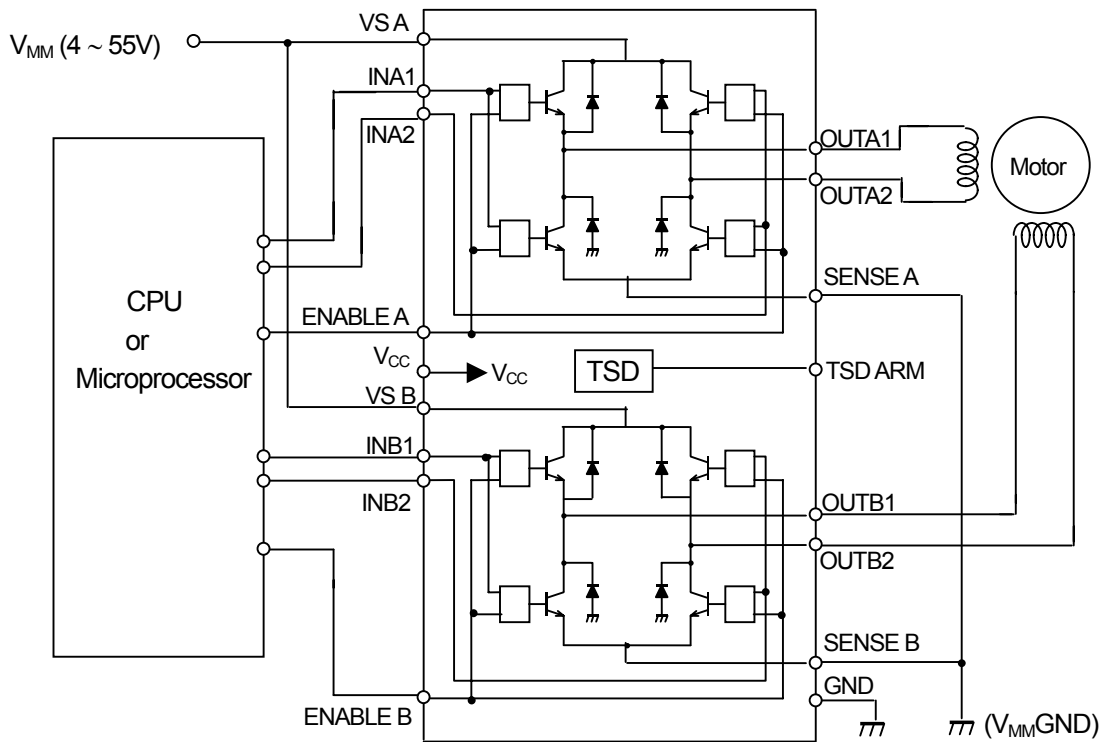 VS A
VMM (4 ~ 55V)
INA1
INA2
OUTA1
OUTA2
Motor
SENSE A
CPU
or
Microprocessor
ENABLE A
VCC
VCC
TSD
TSD ARM
VS B
INB1
INB2
OUTB1
OUTB2
SENSE B
GND
ENABLE B
(VMMGND)